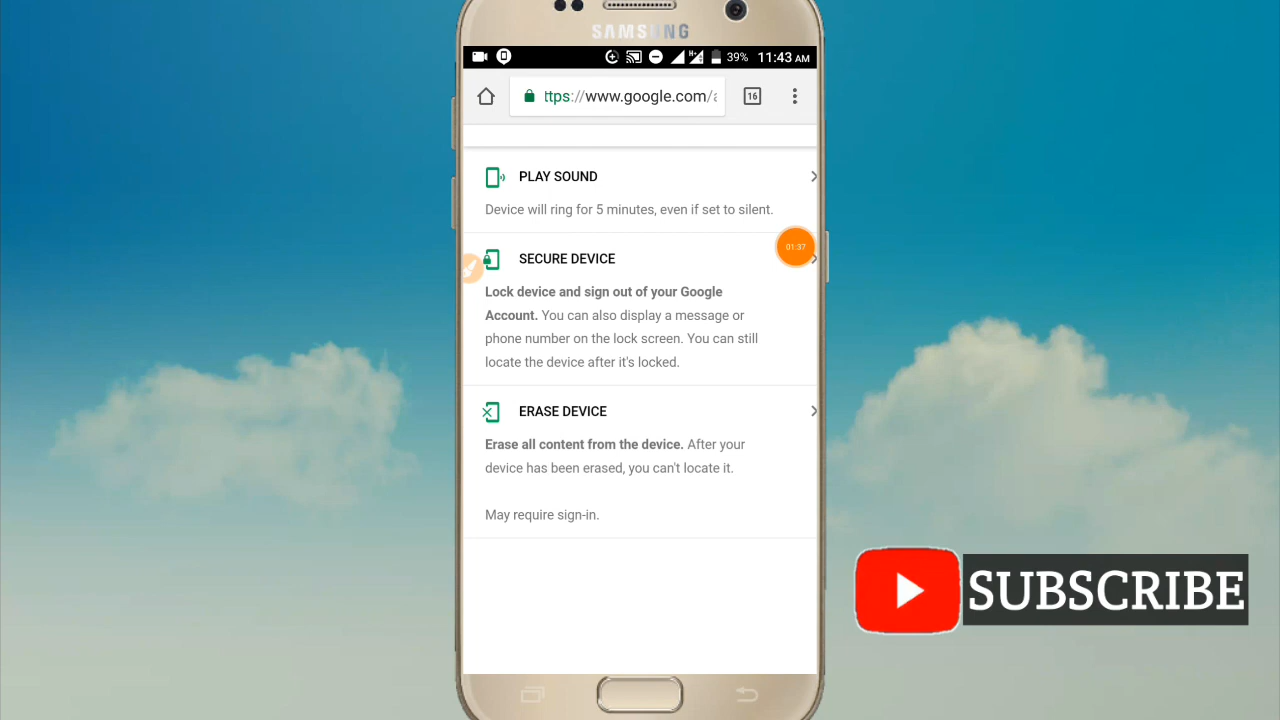 SAMSUNG
39% 11:43 AM
ttps://www.google.com/a
16
PLAY SOUND
Device will ring for 5 minutes, even if set to silent.
01:37
SECURE DEVICE
Lock device and sign out of your Google
Account. You can also display a message or
phone number on the lock screen. You can still
locate the device after it's locked.
ERASE DEVICE
Erase all content from the device. After your
device has been erased, you can't locate it.
May require sign-in.
SUBSCRIBE